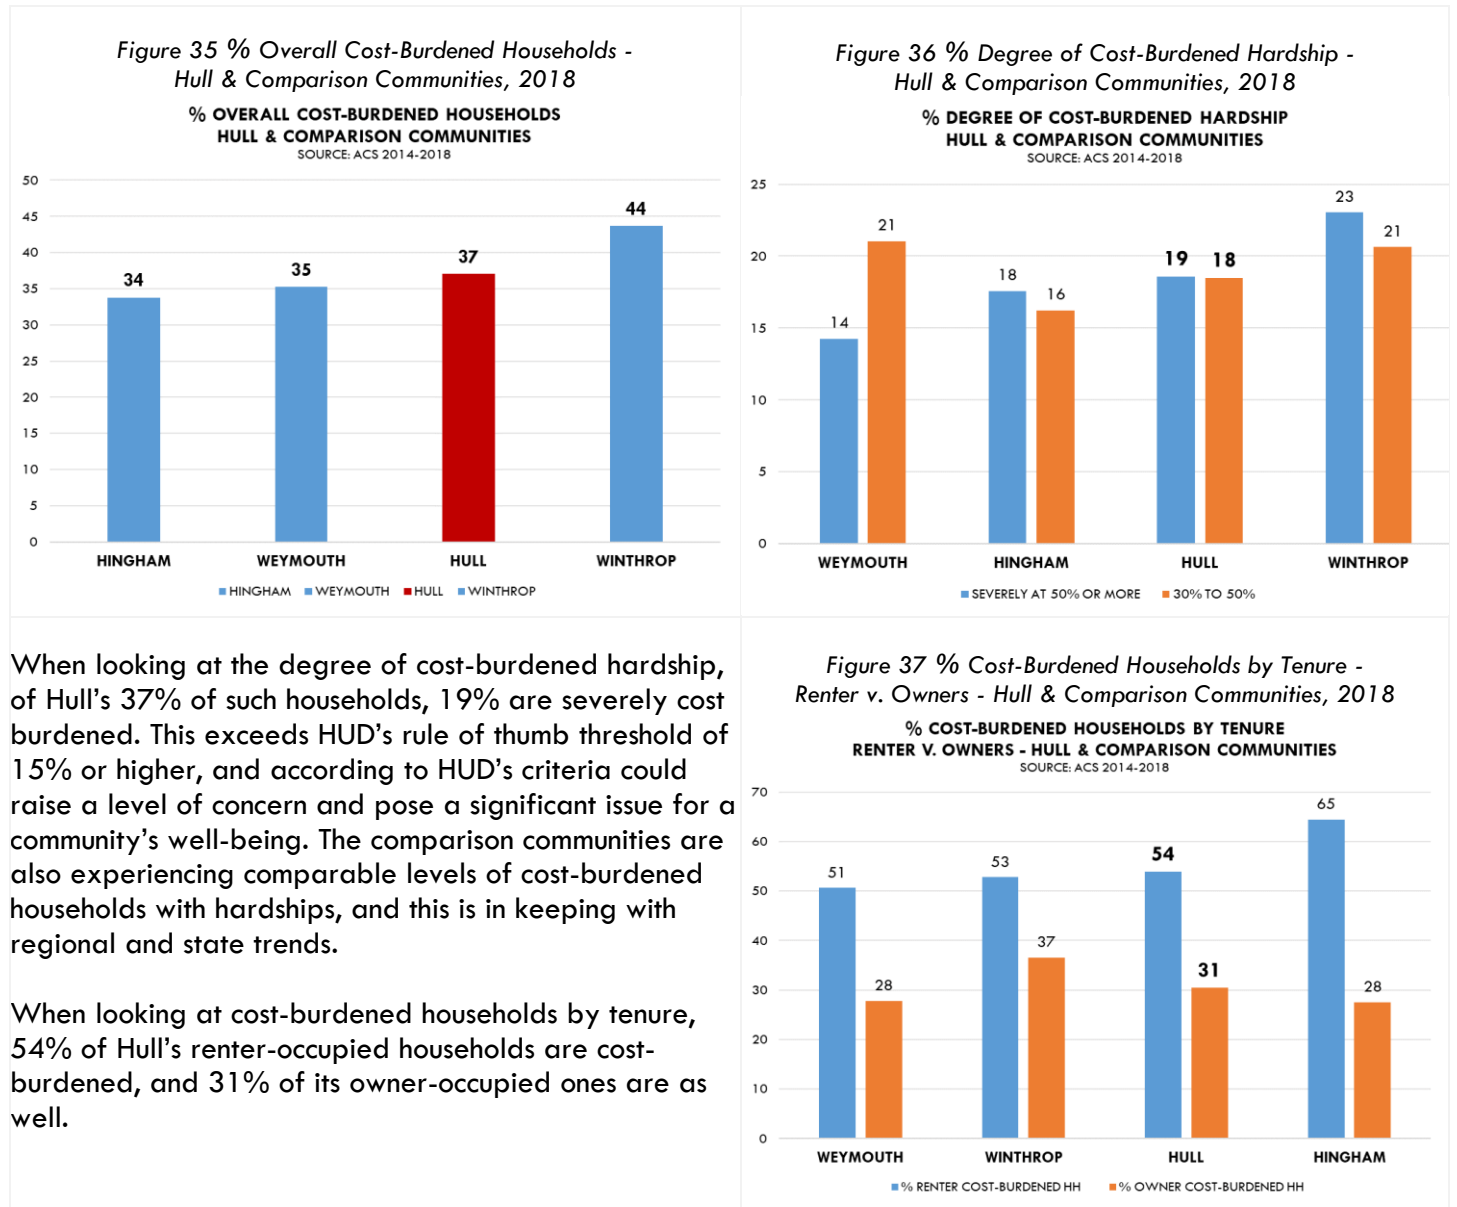 Figure 35 % Overall Cost-Burdened Households -
Hull & Comparison Communities, 2018
% OVERALL COST-BURDENED HOUSEHOLDS
HULL & COMPARISON COMMUNITIES
SOURCE: ACS 2014-2018
50
45
40
35
30
25
20
15
10
5
0
34
35
37
44
HINGHAM WEYMOUTH HULL WINTHROP
HINGHAM WEYMOUTH HULL WINTHROP
Figure 36 % Degree of Cost-Burdened Hardship -
Hull & Comparison Communities, 2018
% DEGREE OF COST-BURDENED HARDSHIP
HULL & COMPARISON COMMUNITIES
SOURCE: ACS 2014-2018
25
20
15
10
5
0
14
21
18
16
19
18
23
21
WEYMOUTH HINGHAM HULL WINTHROP
SEVERELY AT 50% OR MORE 30% TO 50%
When looking at the degree of cost-burdened hardship,
of Hull's 37% of such households, 19% are severely cost
burdened. This exceeds HUD's rule of thumb threshold of
15% or higher, and according to HUD's criteria could
raise a level of concern and pose a significant issue for a
community's well-being. The comparison communities are
also experiencing comparable levels of cost-burdened
households with hardships, and this is in keeping with
regional and state trends.
When looking at cost-burdened households by tenure,
54% of Hull's renter-occupied households are cost-
burdened, and 31% of its owner-occupied ones are as
well.
Figure 37 % Cost-Burdened Households by Tenure -
Renter v. Owners - Hull & Comparison Communities, 2018
% COST-BURDENED HOUSEHOLDS BY TENURE
RENTER V. OWNERS - HULL & COMPARISON COMMUNITIES
SOURCE: ACS 2014-2018
70
60
50
40
30
20
10
0
51
28
53
37
54
31
65
28
WEYMOUTH WINTHROP HULL HINGHAM
% RENTER COST-BURDENED HH % OWNER COST-BURDENED HH